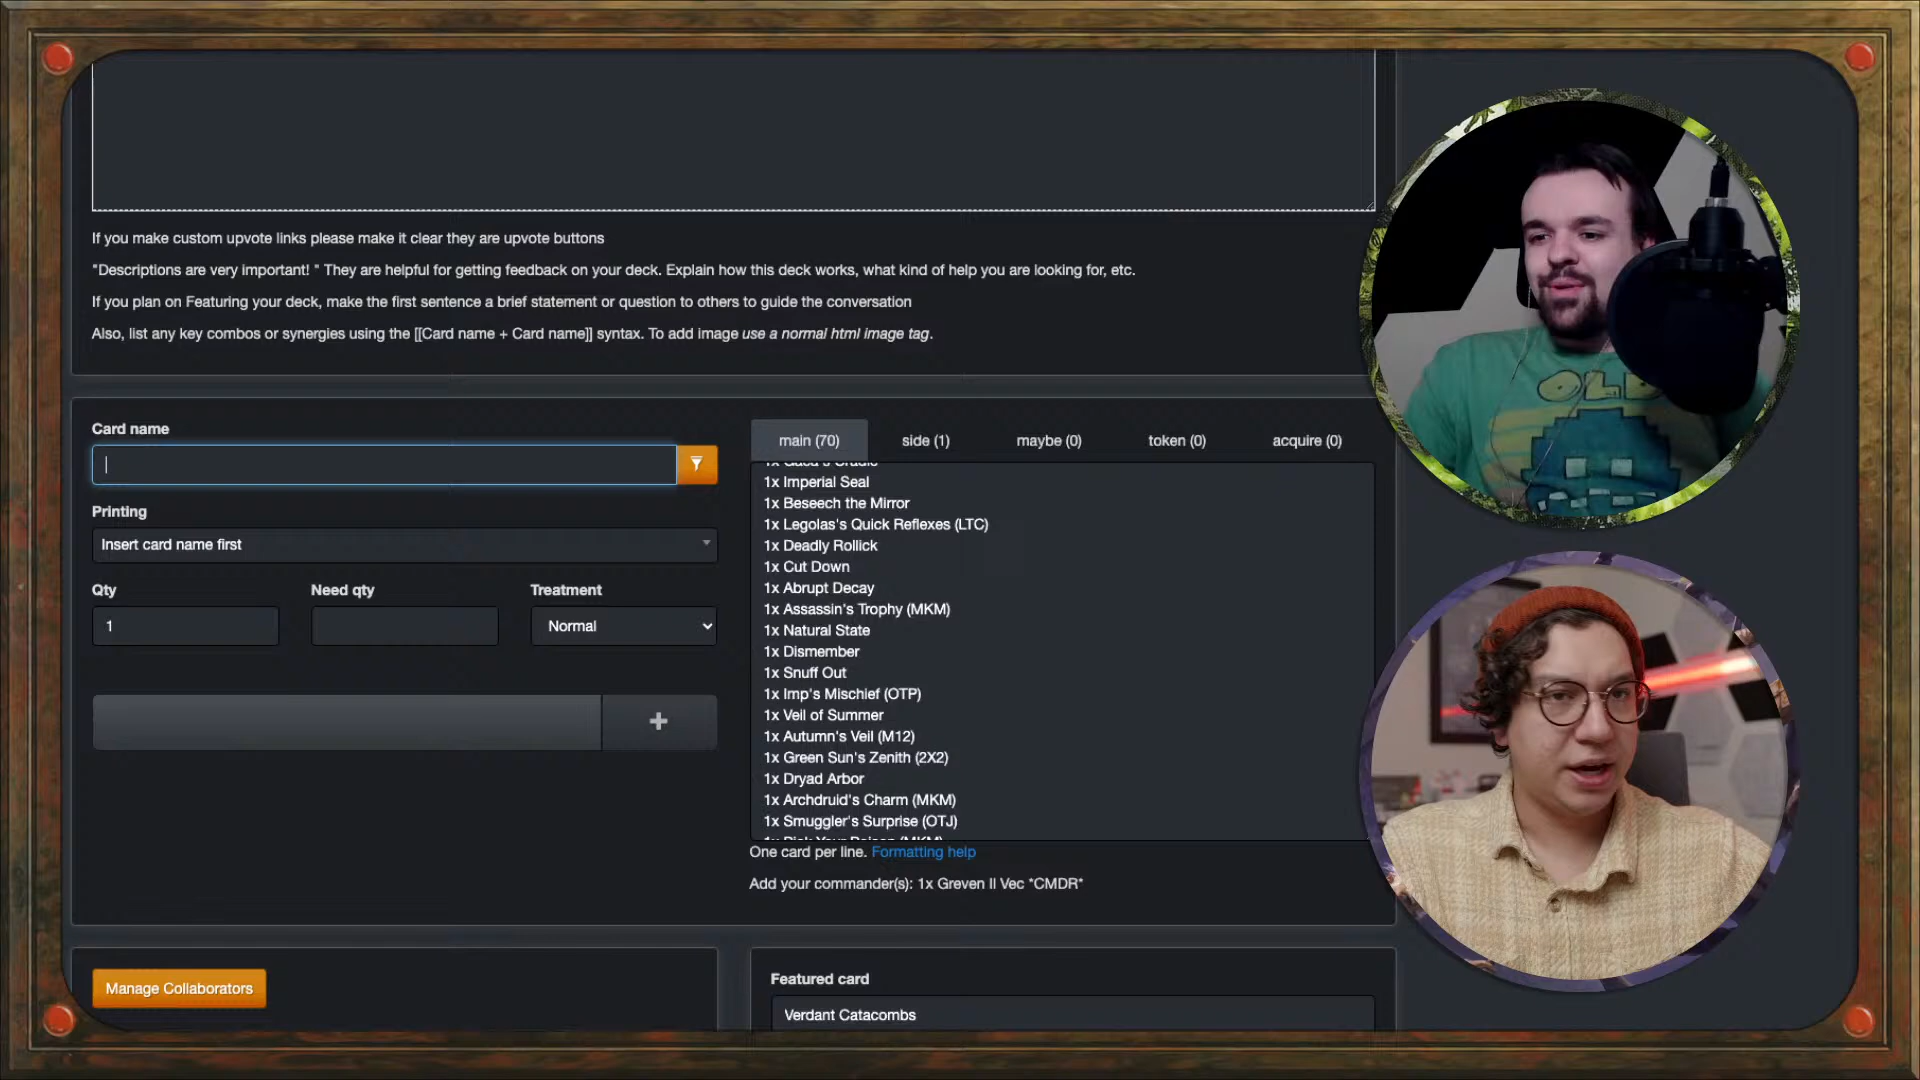 If you make custom upvote links please make it clear they are upvote buttons
"Descriptions are very important! " They are helpful for getting feedback on your deck. Explain how this deck works, what kind of help you are looking for, etc.
If you plan on Featuring your deck, make the first sentence a brief statement or question to others to guide the conversation
Also, list any key combos or synergies using the [[Card name + Card name]] syntax. To add image use a normal html image tag.
Card name
Printing
Insert card name first
Qty
Need qty
Treatment
1
Normal
+
main (70)
side (1)
maybe (0)
token (0)
acquire (0)
1x Gaea's Cradle
1x Imperial Seal
1x Beseech the Mirror
1x Legolas's Quick Reflexes (LTC)
1x Deadly Rollick
1x Cut Down
1x Abrupt Decay
1x Assassin's Trophy (MKM)
1x Natural State
1x Dismember
1x Snuff Out
1x Imp's Mischief (OTP)
1x Veil of Summer
1x Autumn's Veil (M12)
1x Green Sun's Zenith (2X2)
1x Dryad Arbor
1x Archdruid's Charm (MKM)
1x Smuggler's Surprise (OTJ)
1x Pick Your Poison (MKM)
One card per line. Formatting help
Add your commander(s): 1x Greven Il Vec *CMDR*
Manage Collaborators
Featured card
Verdant Catacombs
OLD